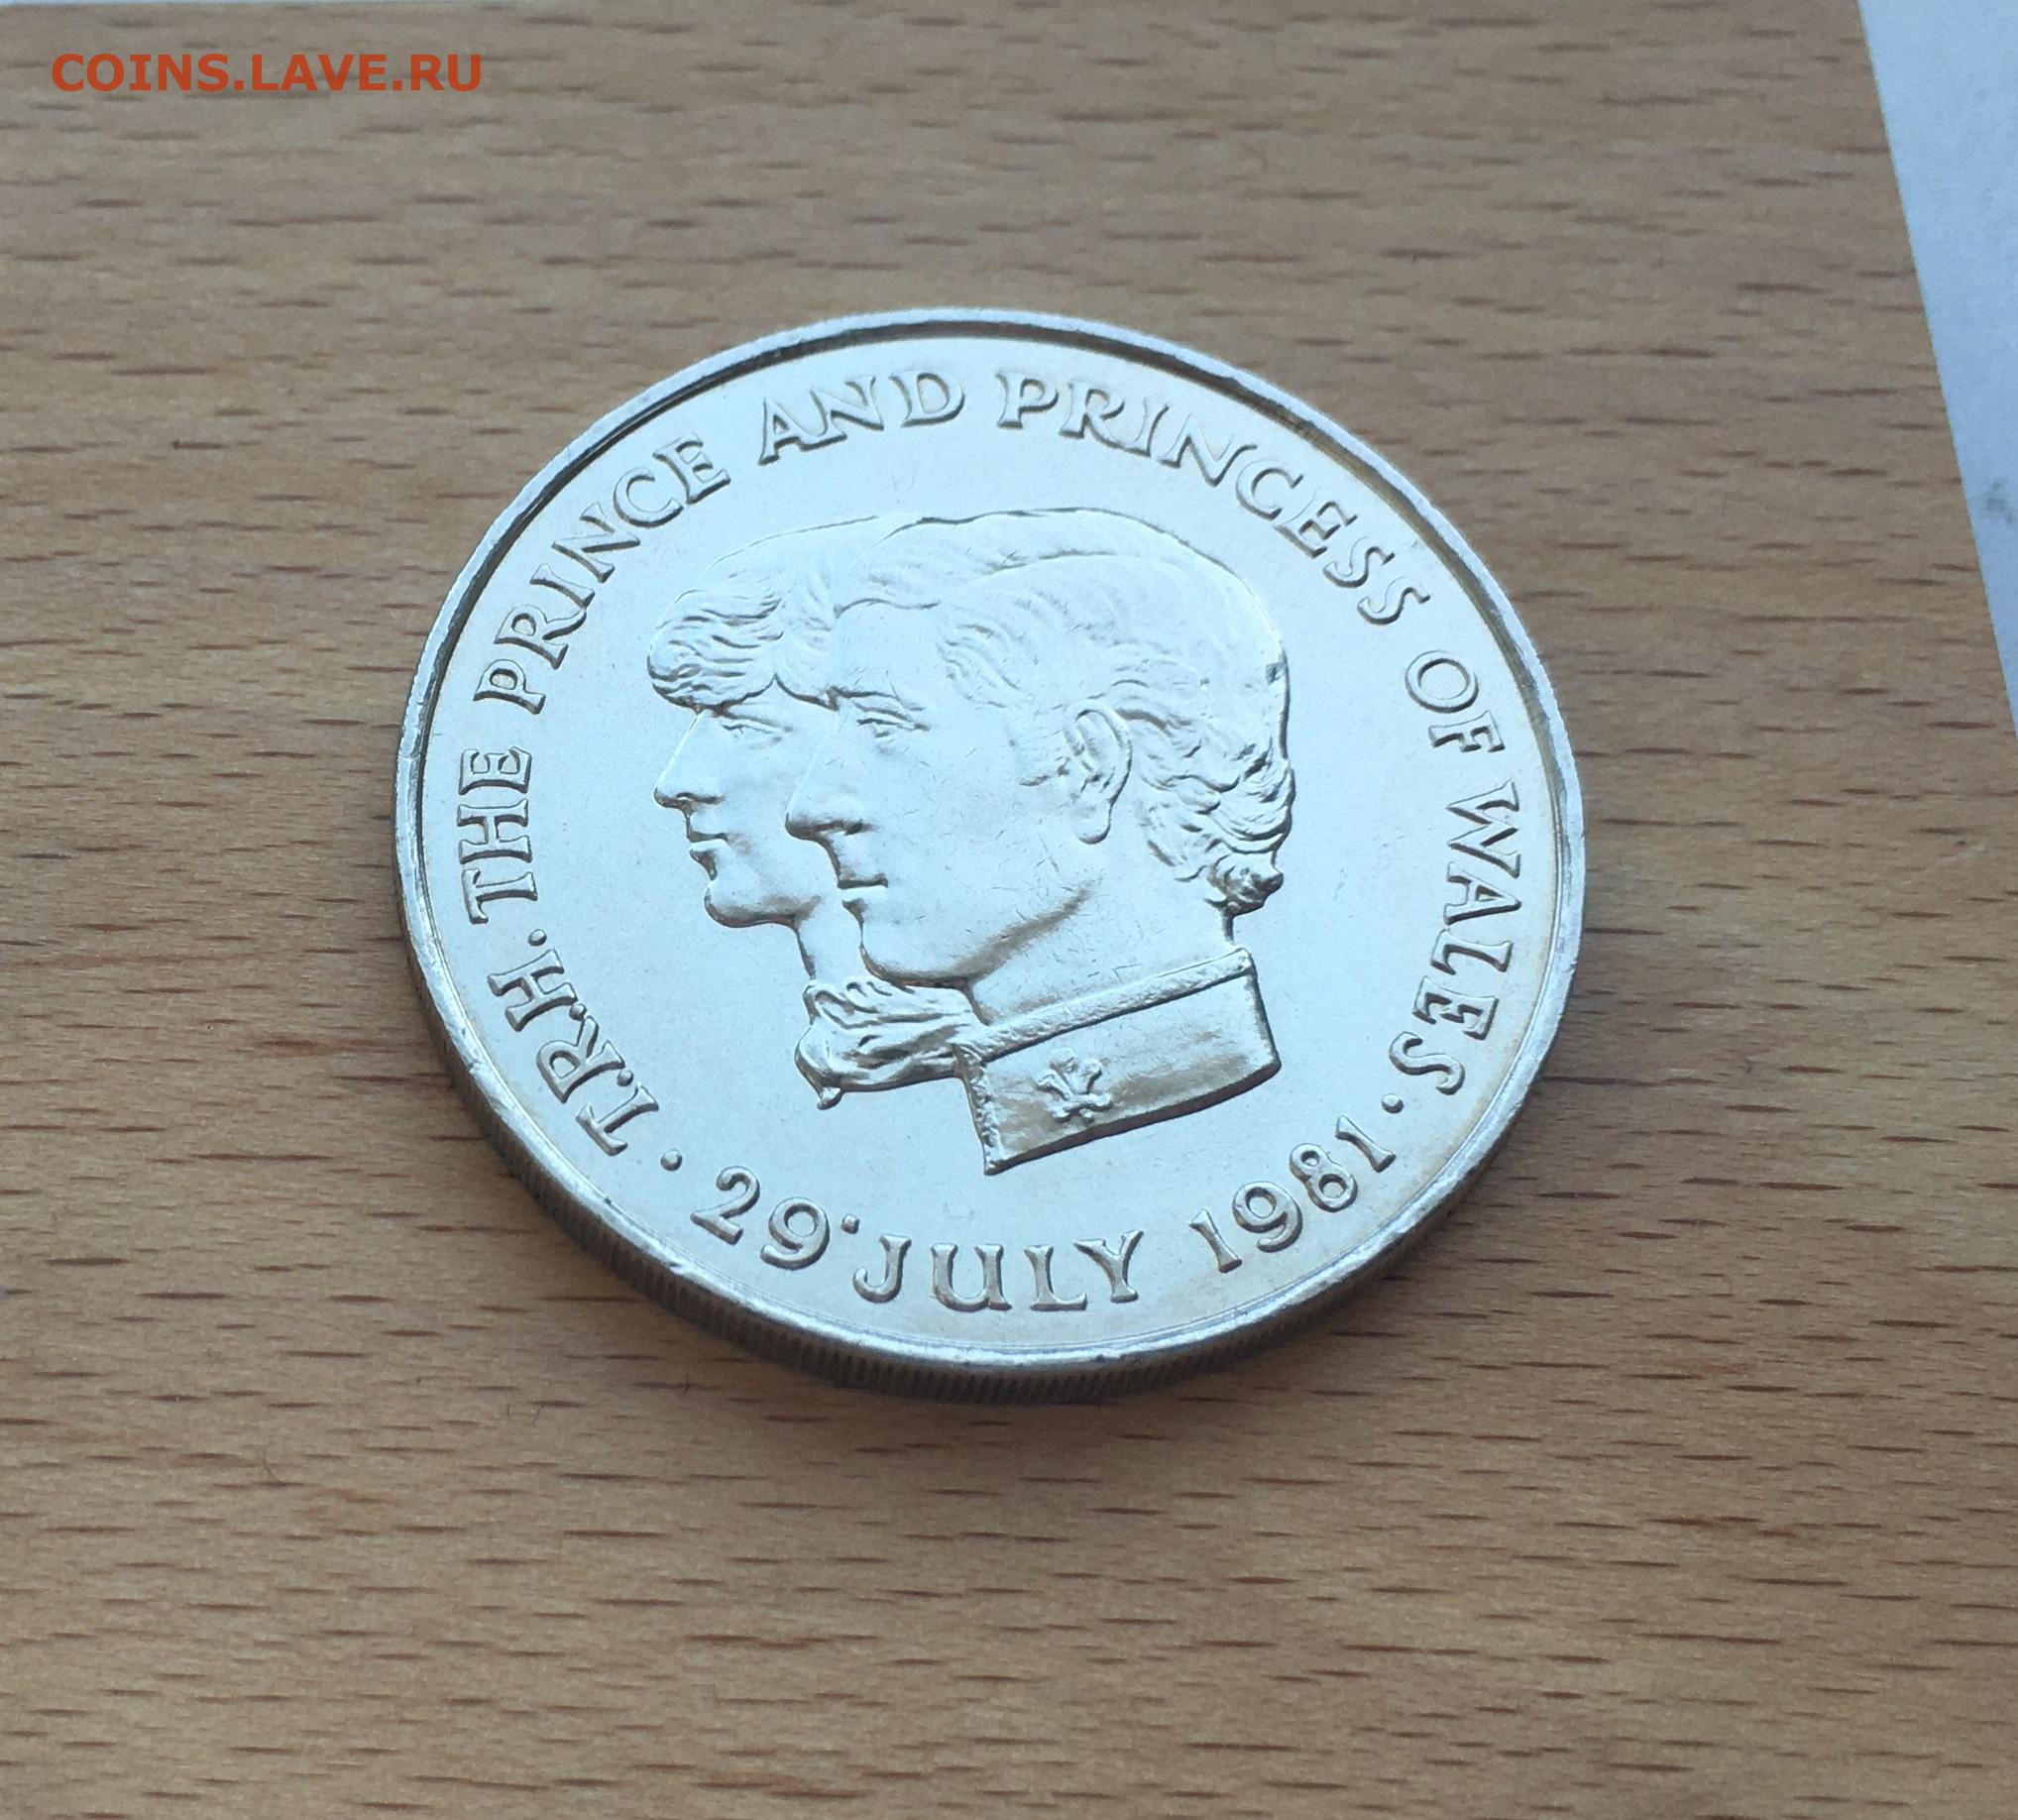 COINS.LAVE.RU
T.R.H. THE PRINCE AND PRINCESS OF WALES
· 29· JULY 1981 ·